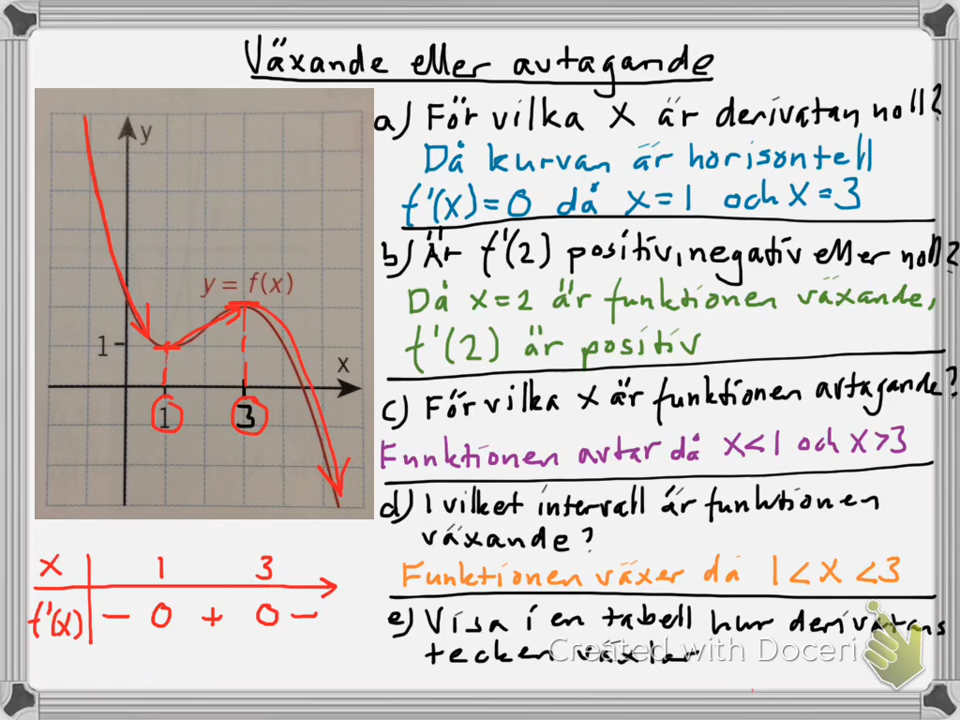 Växande eller avtagande
a) För vilka x är derivatan noll?
Då kurvan är horisontell
f'(x)=0 då x=1 och x=3
b) Är f'(2) positiv, negativ eller noll?
Då x=2 är funktionen växande,
f'(2) är positiv
c) För vilka x är funktionen avtagande?
Funktionen avtar då x<1 och x>3
d) I vilket intervall är funktionen
växande?
Funktionen växer då 1<x<3
e) Visa i en tabell hur derivatans
tecken växlar
Created with Doceri
y
y = f(x)
1
x
1 3
x 1 3
f'(x) − 0 + 0 −